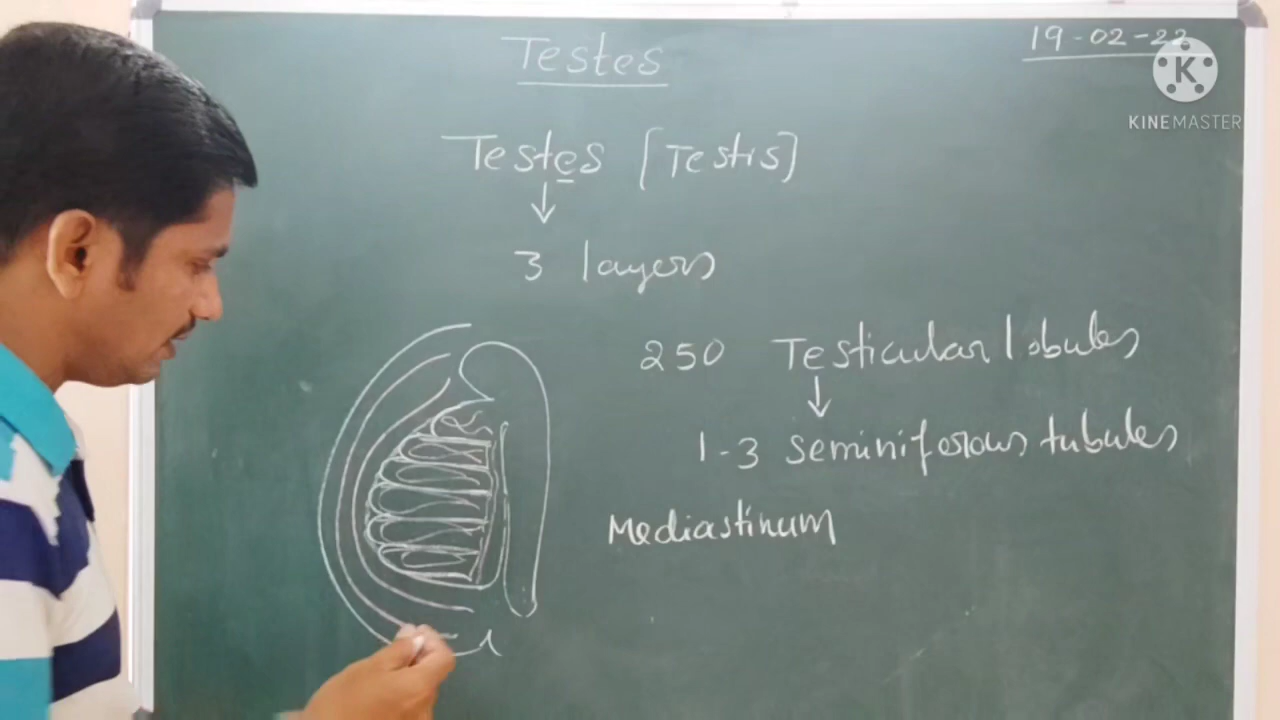 Testes
19-02-22
K
KINEMASTER
Testes [Testis]
↓
3 layers
250 Testicular lobules
↓
1-3 seminiferous tubules
Mediastinum